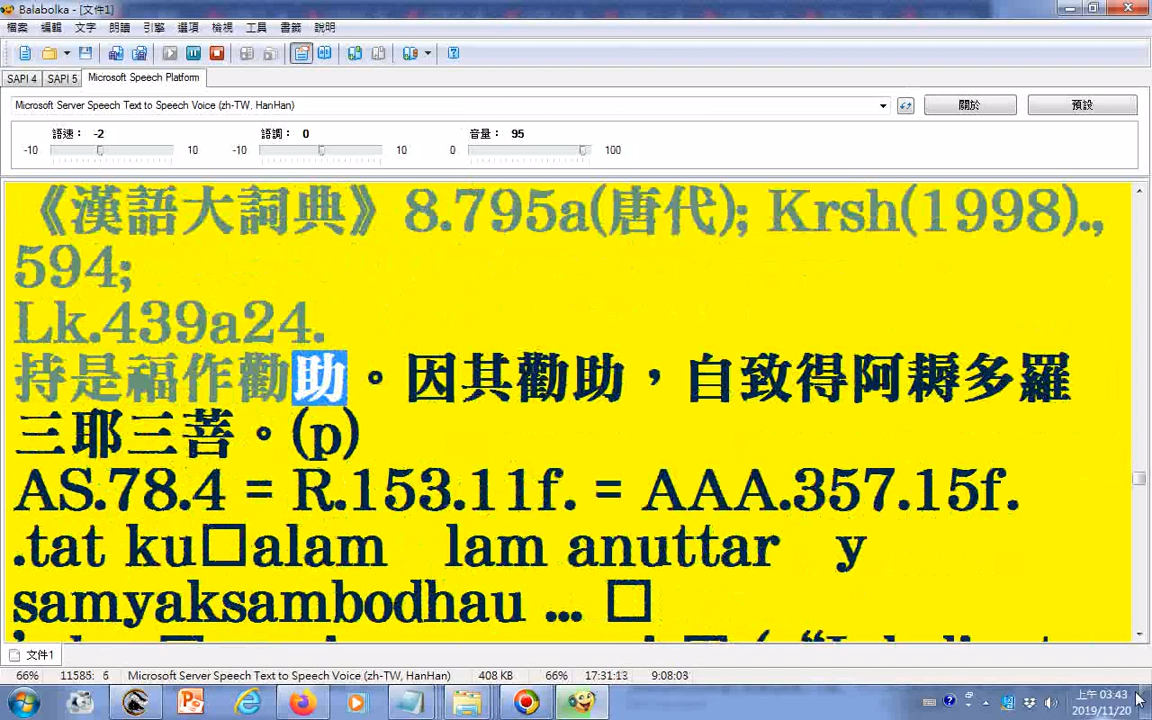 Balabolka - [文件1]
檔案 編輯 文字 朗讀 引擎 選項 檢視 工具 書籤 說明
SAPI 4 SAPI 5 Microsoft Speech Platform
Microsoft Server Speech Text to Speech Voice (zh-TW, HanHan) 關於 預設
語速： -2 語調： 0 音量： 95
-10 10 -10 10 0 100
《漢語大詞典》 8.795a(唐代); Krsh(1998).,
594;
Lk.439a24.
持是福作勸助。因其勸助，自致得阿耨多羅
三耶三菩。(p)
AS.78.4 = R.153.11f. = AAA.357.15f.
.tat ku□alam lam anuttar y
samyaksambodhau ... □
文件1
66% 11585: 6 Microsoft Server Speech Text to Speech Voice (zh-TW, HanHan) 408 KB 66% 17:31:13 9:08:03
上午 03:43
2019/11/20